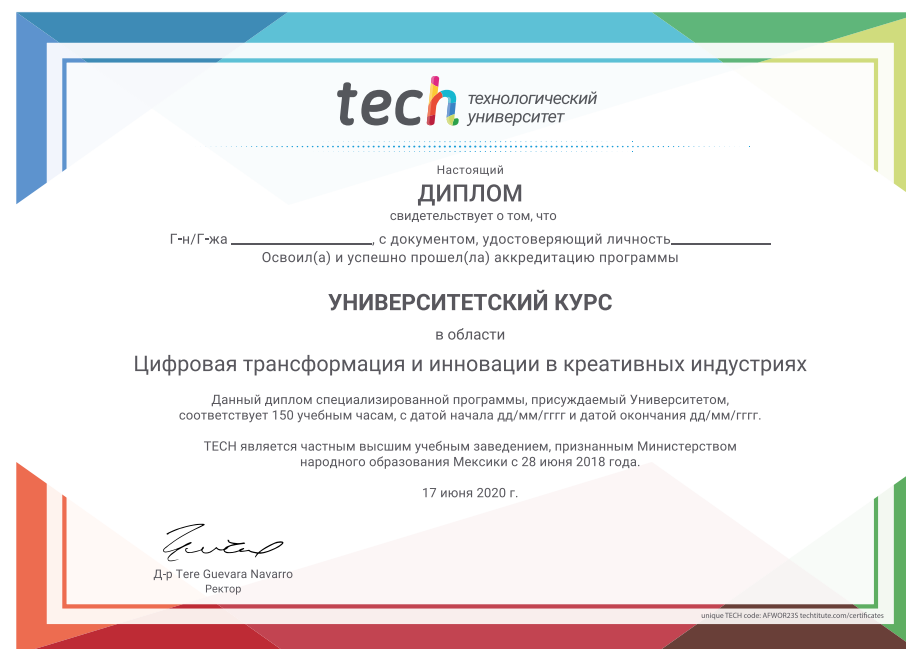 tech технологический
университет
Настоящий
ДИПЛОМ
свидетельствует о том, что
Г-н/Г-жа ________________, с документом, удостоверяющий личность____________
Освоил(а) и успешно прошел(ла) аккредитацию программы
УНИВЕРСИТЕТСКИЙ КУРС
в области
Цифровая трансформация и инновации в креативных индустриях
Данный диплом специализированной программы, присуждаемый Университетом,
соответствует 150 учебным часам, с датой начала дд/мм/гггг и датой окончания дд/мм/гггг.
TECH является частным высшим учебным заведением, признанным Министерством
народного образования Мексики с 28 июня 2018 года.
17 июня 2020 г.
Д-р Tere Guevara Navarro
Ректор
unique TECH code: AFWOR23S techtitute.com/certificates